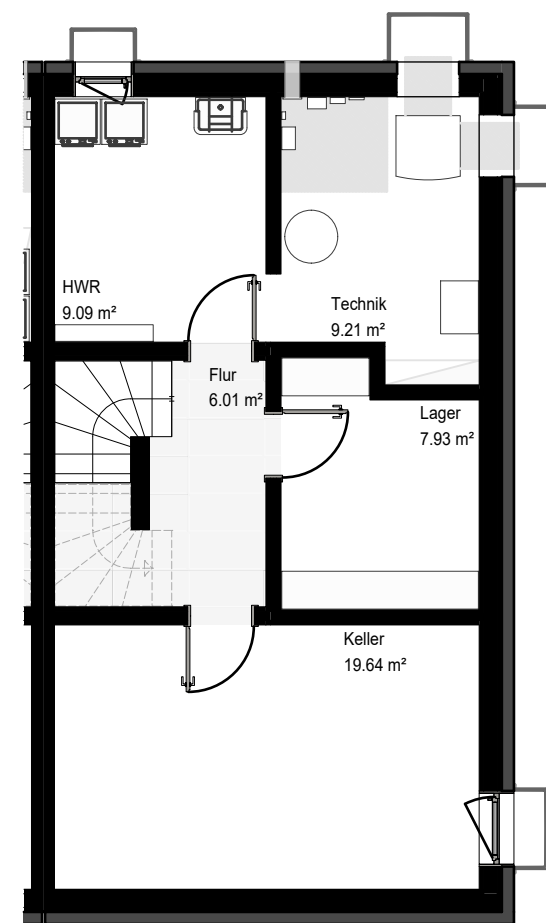 HWR
9.09 m²
Technik
9.21 m²
Flur
6.01 m²
Lager
7.93 m²
Keller
19.64 m²